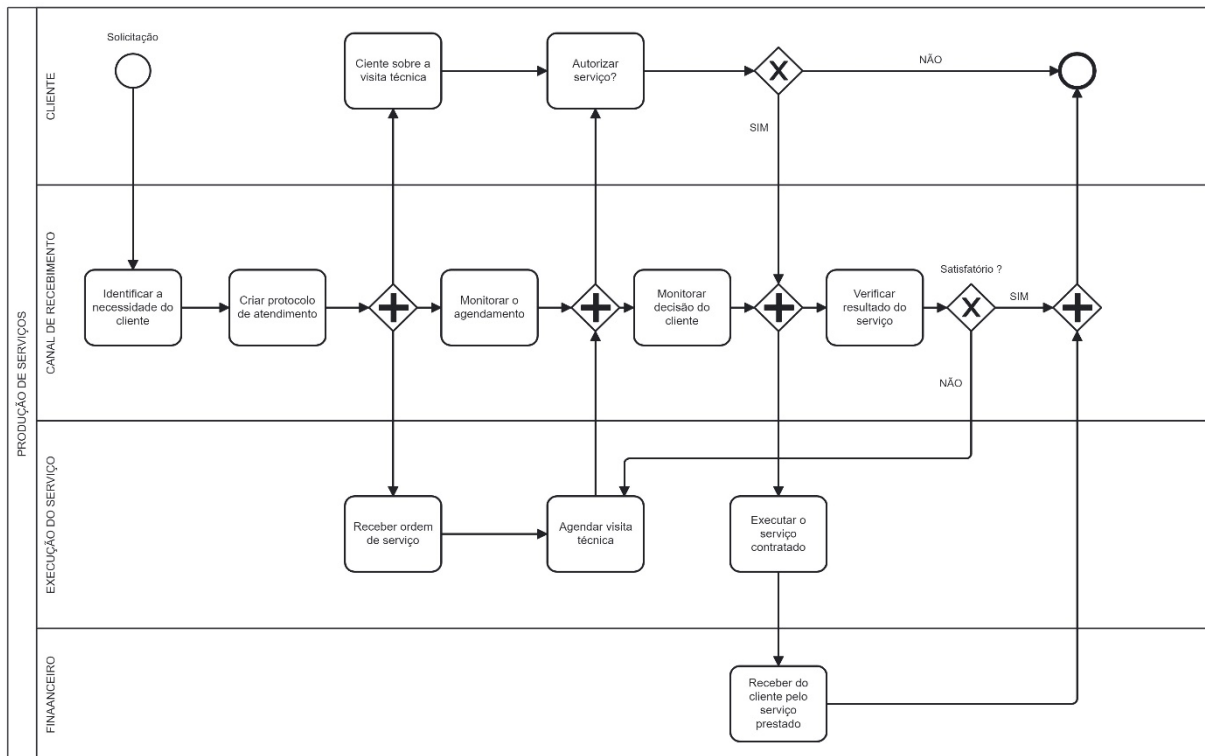 PRODUÇÃO DE SERVIÇOS
CLIENTE
Solicitação
Ciente sobre a
visita técnica
Autorizar
serviço?
NÃO
SIM
CANAL DE RECEBIMENTO
Identificar a
necessidade do
cliente
Criar protocolo
de atendimento
Monitorar o
agendamento
Monitorar
decisão do
cliente
Verificar
resultado do
serviço
Satisfatório ?
SIM
NÃO
EXECUÇÃO DO SERVIÇO
Receber ordem
de serviço
Agendar visita
técnica
Executar o
serviço
contratado
FINAANCEIRO
Receber do
cliente pelo
serviço
prestado